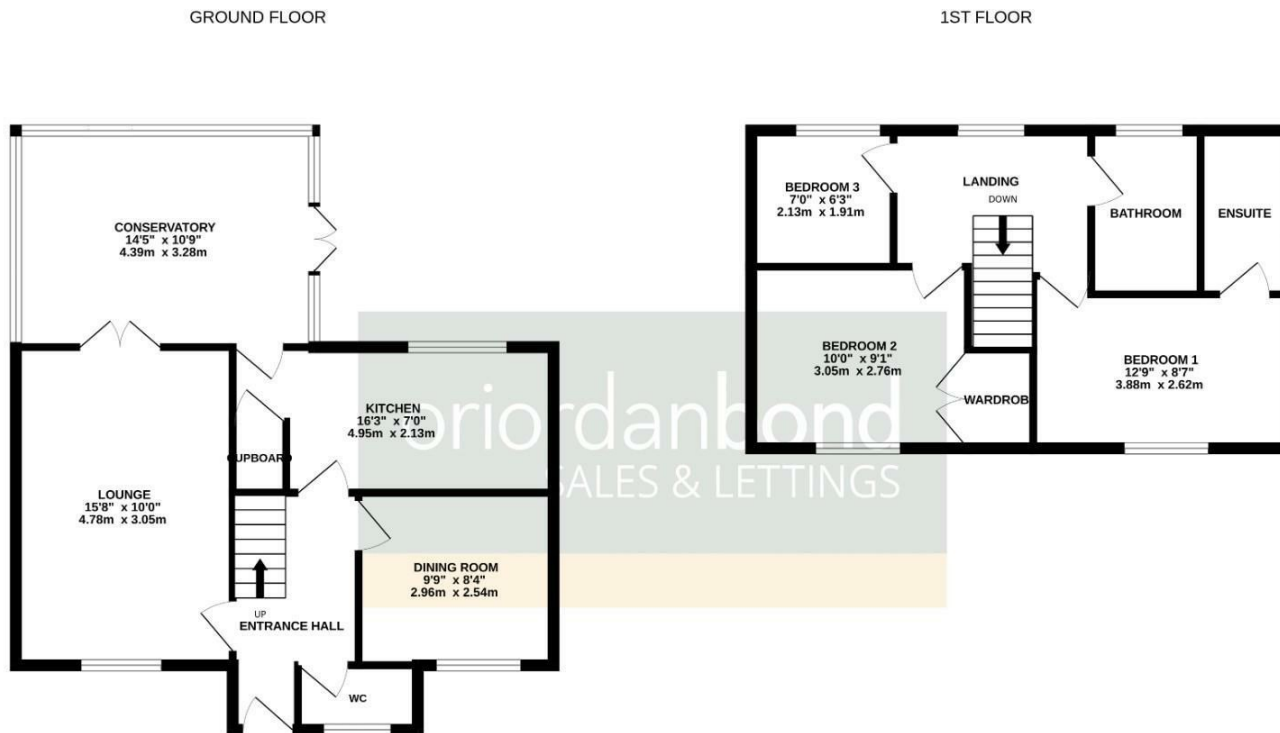 GROUND FLOOR
1ST FLOOR
CONSERVATORY
14'5" x 10'9"
4.39m x 3.28m
KITCHEN
16'3" x 7'0"
4.95m x 2.13m
CUPBOARD
LOUNGE
15'8" x 10'0"
4.78m x 3.05m
DINING ROOM
9'9" x 8'4"
2.96m x 2.54m
UP
ENTRANCE HALL
WC
BEDROOM 3
7'0" x 6'3"
2.13m x 1.91m
LANDING
DOWN
BATHROOM
ENSUITE
BEDROOM 2
10'0" x 9'1"
3.05m x 2.76m
WARDROB
BEDROOM 1
12'9" x 8'7"
3.88m x 2.62m
oriordanbond
SALES & LETTINGS